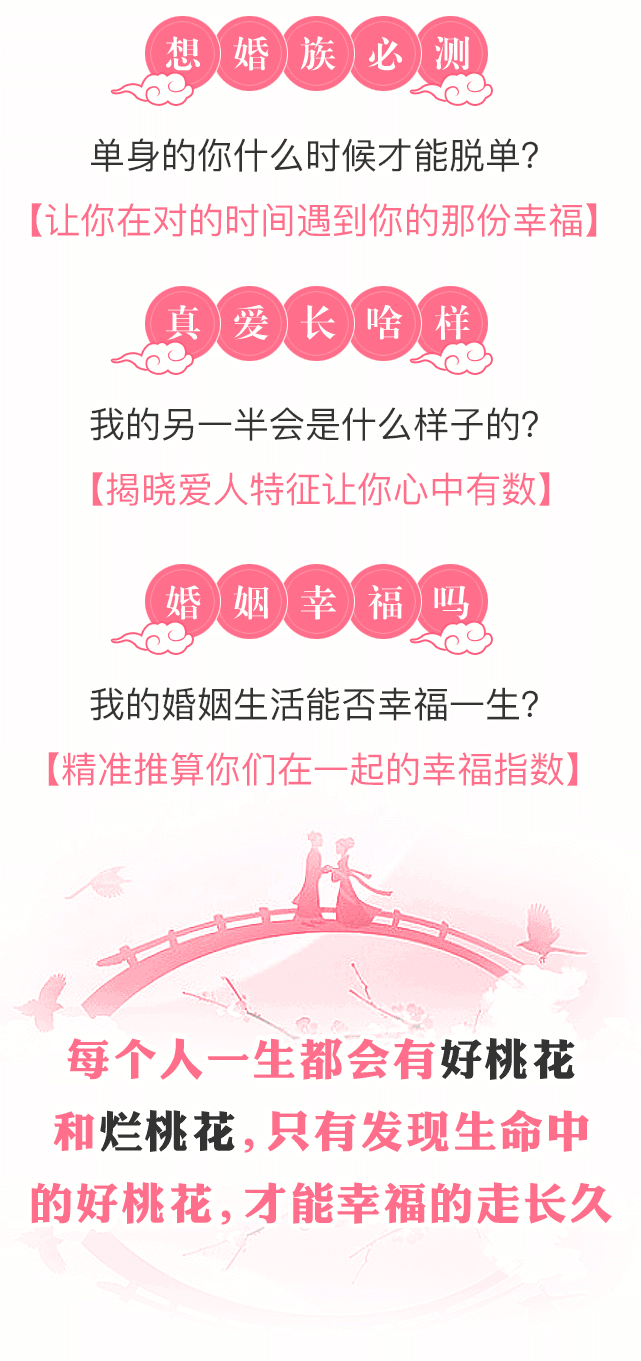 想婚族必测
单身的你什么时候才能脱单?
【让你在对的时间遇到你的那份幸福】
真爱长啥样
我的另一半会是什么样子的?
【揭晓爱人特征让你心中有数】
婚姻幸福吗
我的婚姻生活能否幸福一生?
【精准推算你们在一起的幸福指数】
每个人一生都会有好桃花
和烂桃花,只有发现生命中
的好桃花,才能幸福的走长久